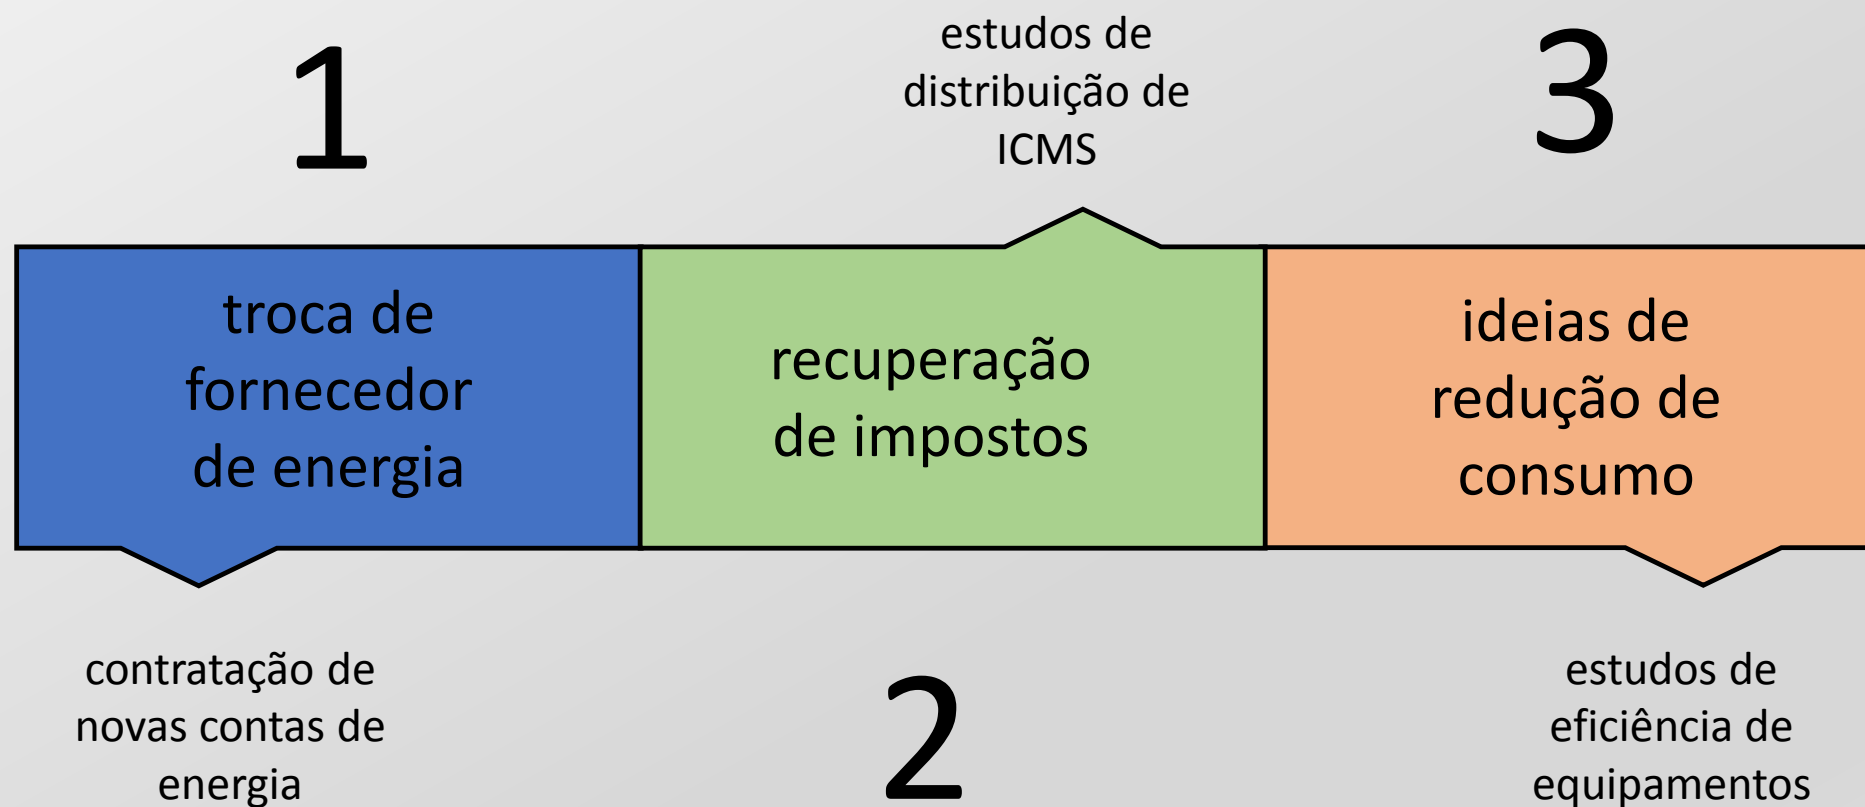 1
troca de
fornecedor
de energia
contratação de
novas contas de
energia
estudos de
distribuição de
ICMS
recuperação
de impostos
2
3
ideias de
redução de
consumo
estudos de
eficiência de
equipamentos